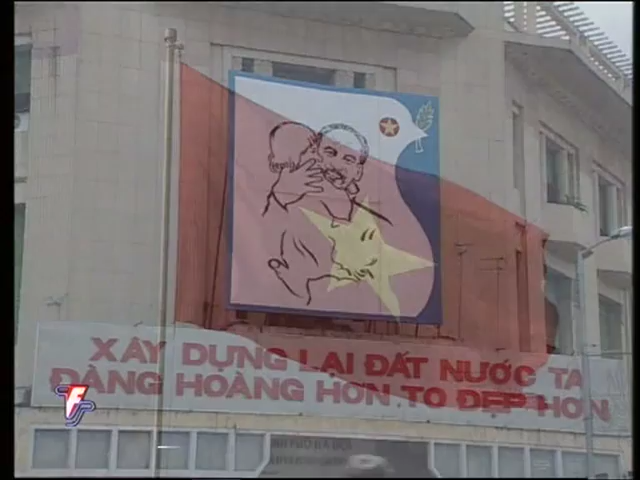 XÂY DỰNG LẠI ĐẤT NƯỚC TA
ĐÀNG HOÀNG HƠN TO ĐẸP HƠN